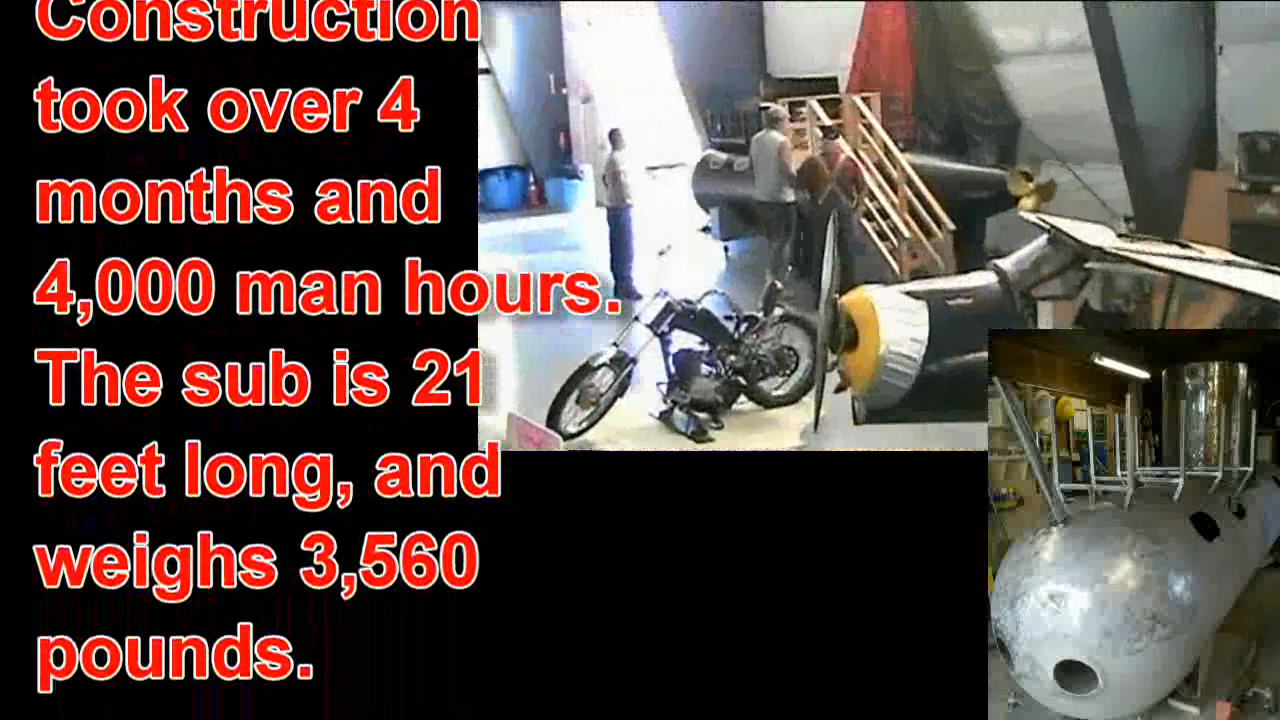 Construction
took over 4
months and
4,000 man hours.
The sub is 21
feet long, and
weighs 3,560
pounds.